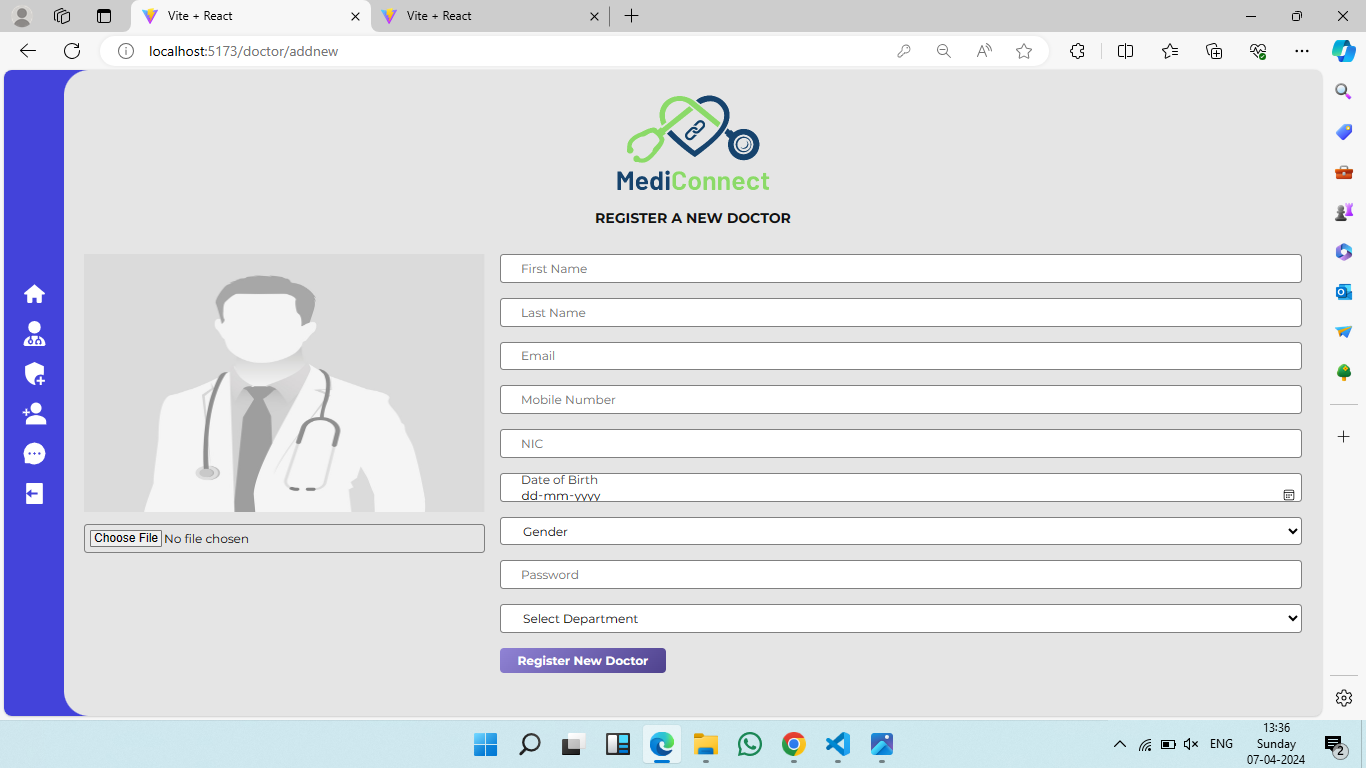 Vite + React
Vite + React
localhost:5173/doctor/addnew
MediConnect
REGISTER A NEW DOCTOR
First Name
Last Name
Email
Mobile Number
NIC
Date of Birth
dd-mm-yyyy
Gender
Choose File No file chosen
Password
Select Department
Register New Doctor
13:36
ENG Sunday
07-04-2024
2